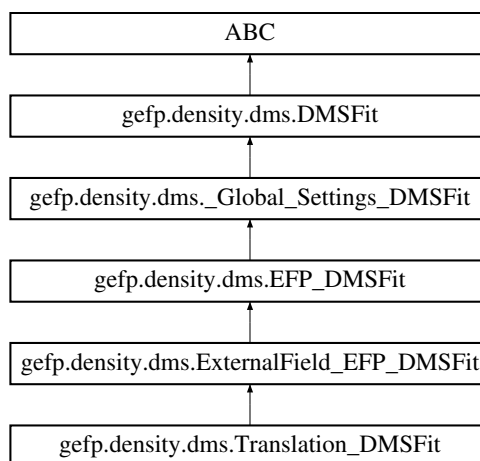 ABC
gefp.density.dms.DMSFit
gefp.density.dms._Global_Settings_DMSFit
gefp.density.dms.EFP_DMSFit
gefp.density.dms.ExternalField_EFP_DMSFit
gefp.density.dms.Translation_DMSFit